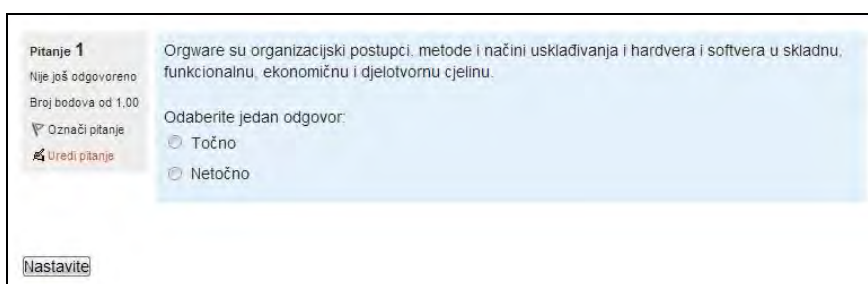 Pitanje 1
Nije još odgovoreno
Broj bodova od 1,00
Označi pitanje
Uredi pitanje
Orgware su organizacijski postupci, metode i načini usklađivanja i hardvera i softvera u skladnu,
funkcionalnu, ekonomičnu i djelotvornu cjelinu.
Odaberite jedan odgovor:
Točno
Netočno
Nastavite